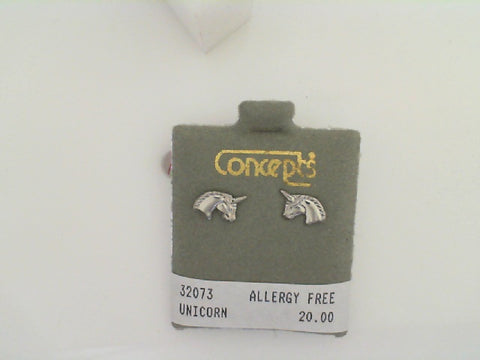 Concepts
32073 ALLERGY FREE
UNICORN 20.00